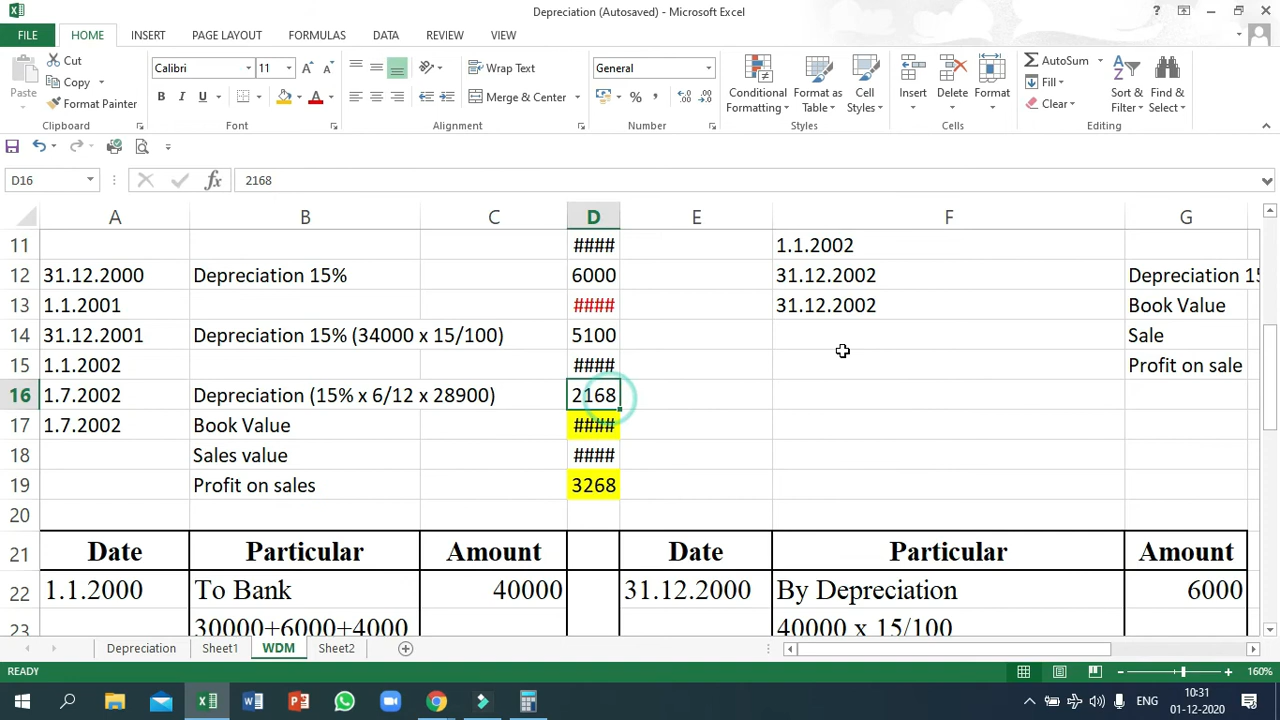 Depreciation (Autosaved) - Microsoft Excel
FILE HOME INSERT PAGE LAYOUT FORMULAS DATA REVIEW VIEW
Paste Cut Copy Format Painter Clipboard
Calibri 11 B I U A Font
Wrap Text Merge & Center Alignment
General % , Number
Conditional Formatting Format as Table Cell Styles Styles
Insert Delete Format Cells
AutoSum Fill Clear Sort & Filter Find & Select Editing
D16 fx 2168
A B C D E F G
11 #### 1.1.2002
12 31.12.2000 Depreciation 15% 6000 31.12.2002 Depreciation 15
13 1.1.2001 #### 31.12.2002 Book Value
14 31.12.2001 Depreciation 15% (34000 x 15/100) 5100 Sale
15 1.1.2002 #### Profit on sale
16 1.7.2002 Depreciation (15% x 6/12 x 28900) 2168
17 1.7.2002 Book Value ####
18 Sales value ####
19 Profit on sales 3268
20
21 Date Particular Amount Date Particular Amount
22 1.1.2000 To Bank 40000 31.12.2000 By Depreciation 6000
23 30000+6000+4000 40000 x 15/100
Depreciation Sheet1 WDM Sheet2
READY 160%
ENG 10:31
01-12-2020